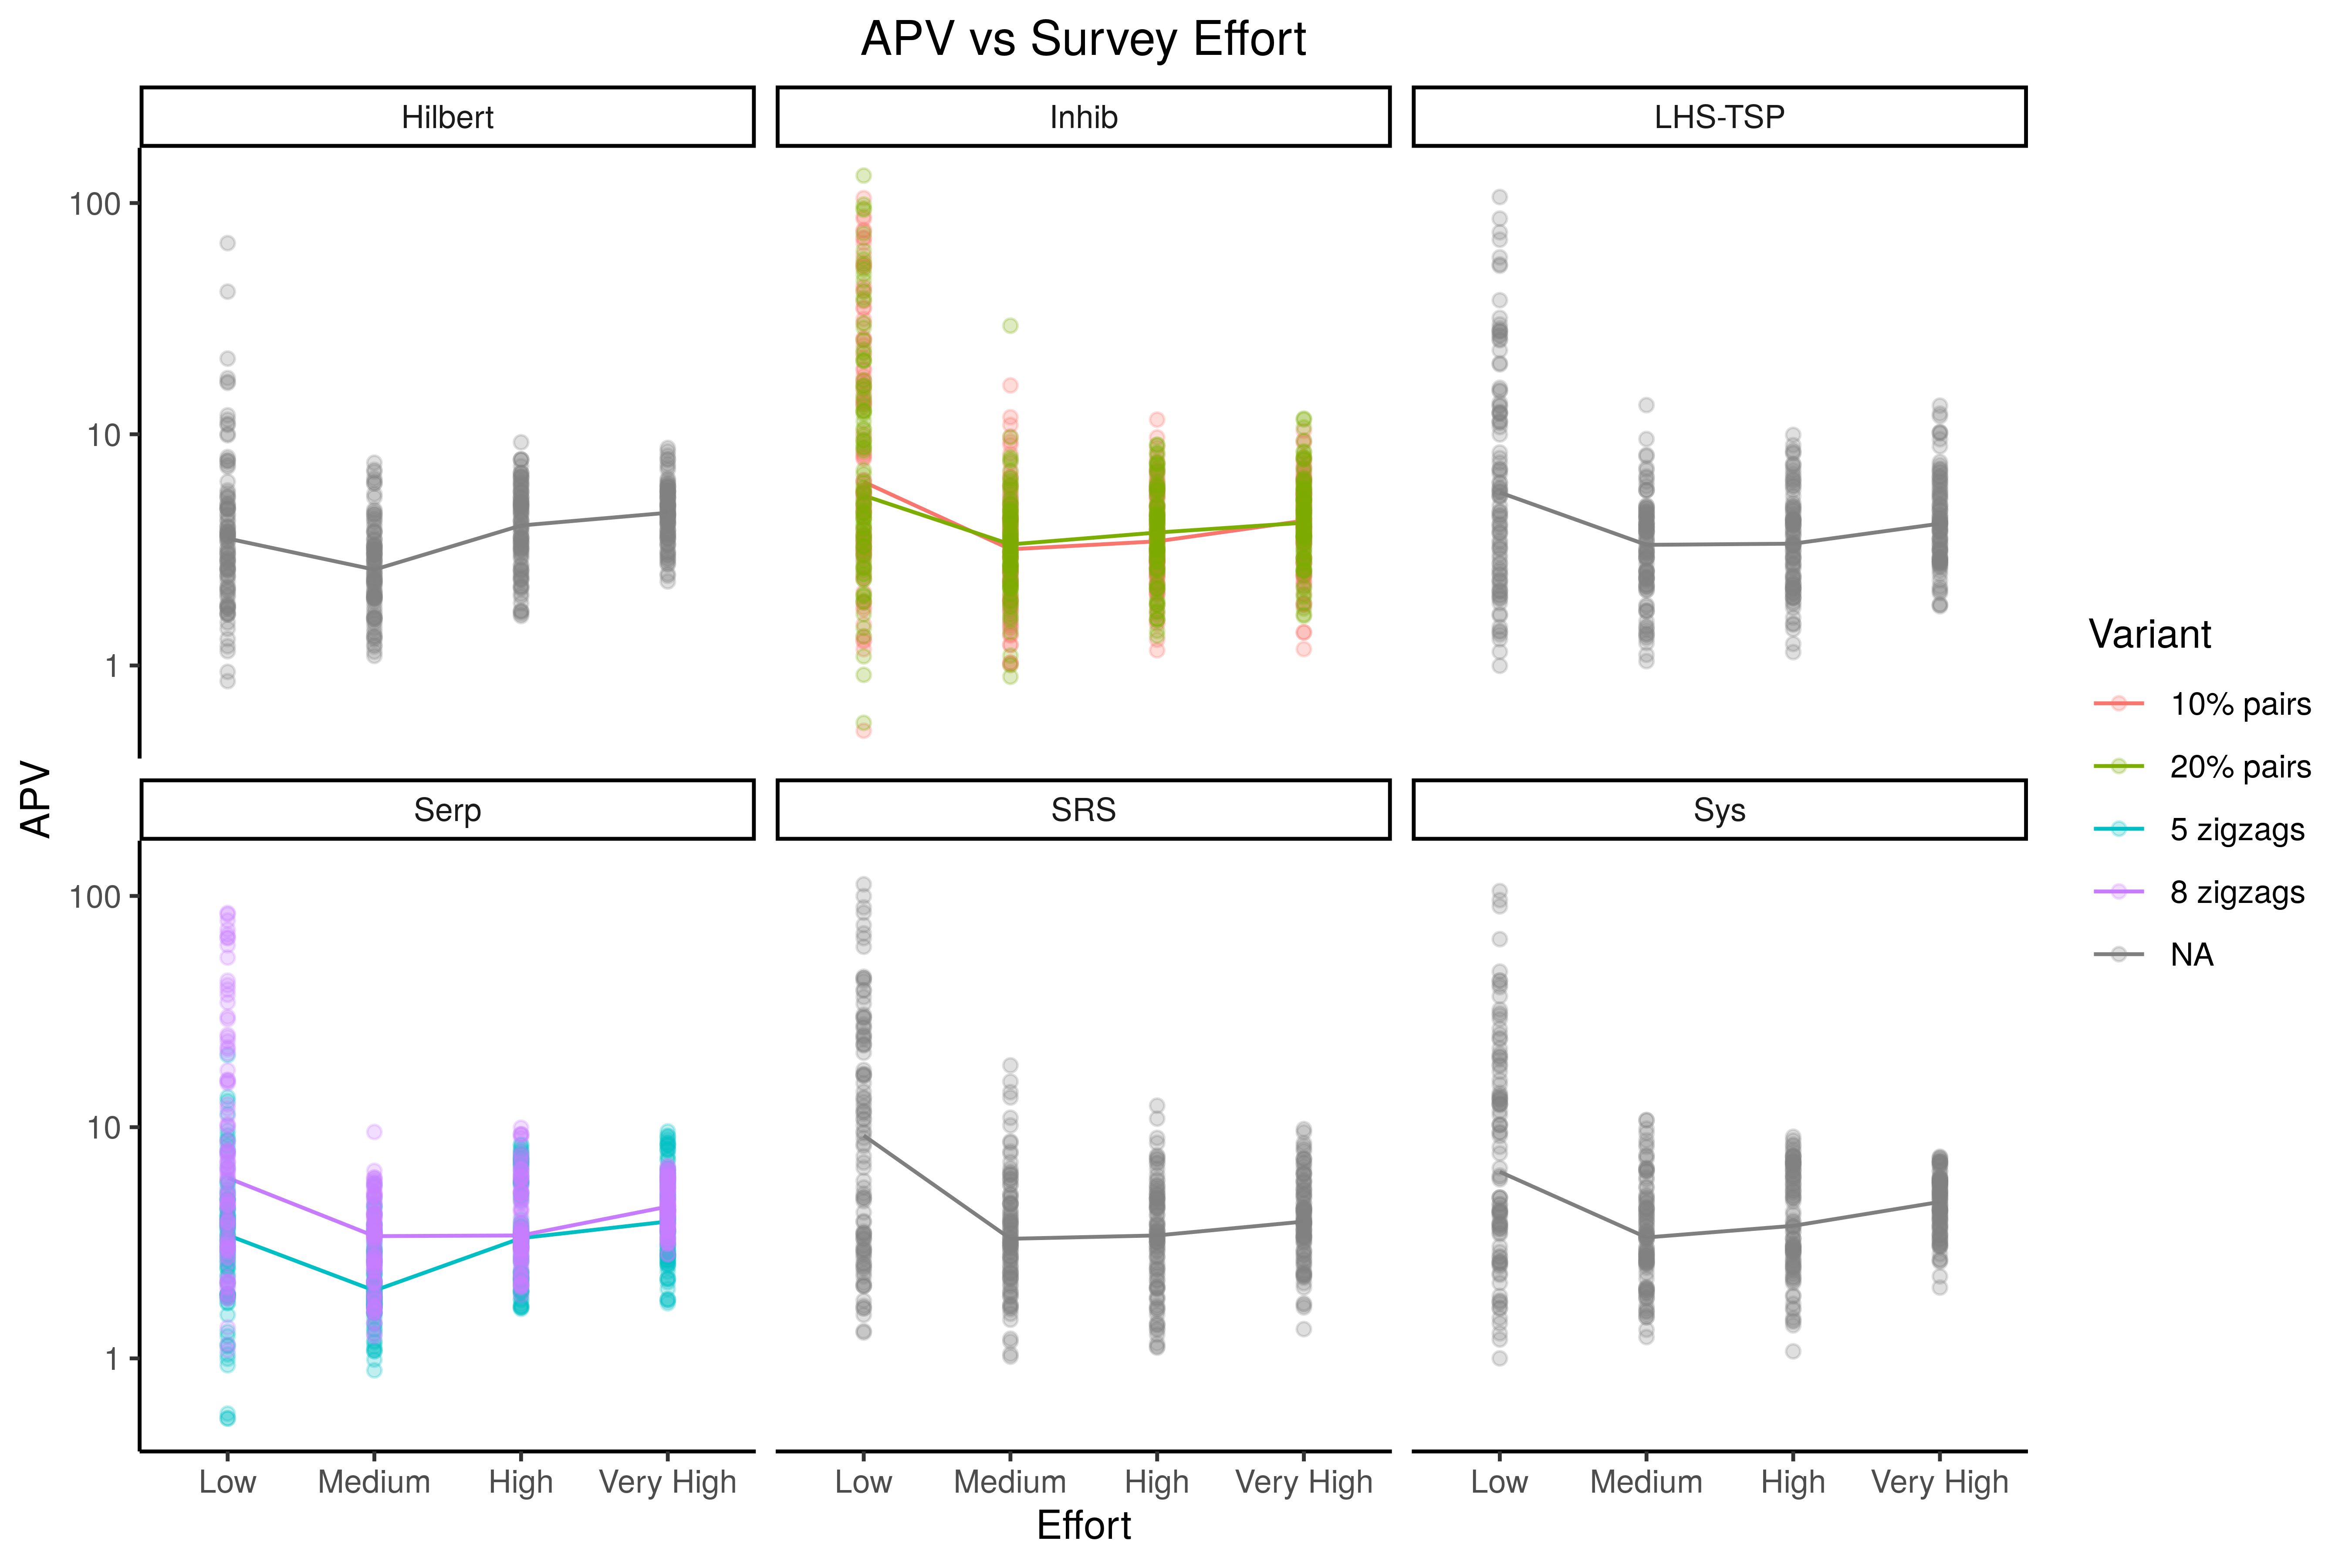 APV vs Survey Effort
Hilbert
Inhib
LHS-TSP
100
10
1
Serp
SRS
Sys
100
10
1
Low
Medium
High
Very High
Low
Medium
High
Very High
Low
Medium
High
Very High
Effort
APV
Variant
10% pairs
20% pairs
5 zigzags
8 zigzags
NA